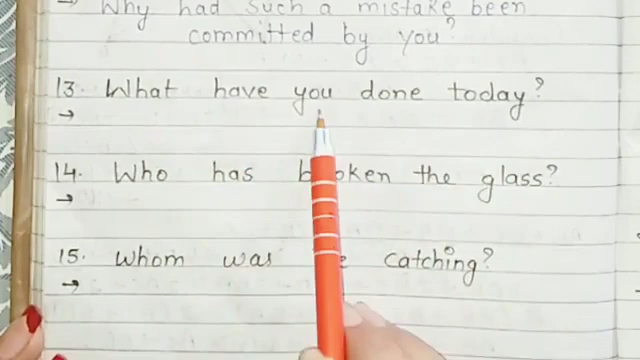 → Why had such a mistake been
committed by you?
13. What have you done today?
→
14. Who has broken the glass?
→
15. Whom was catching?
→